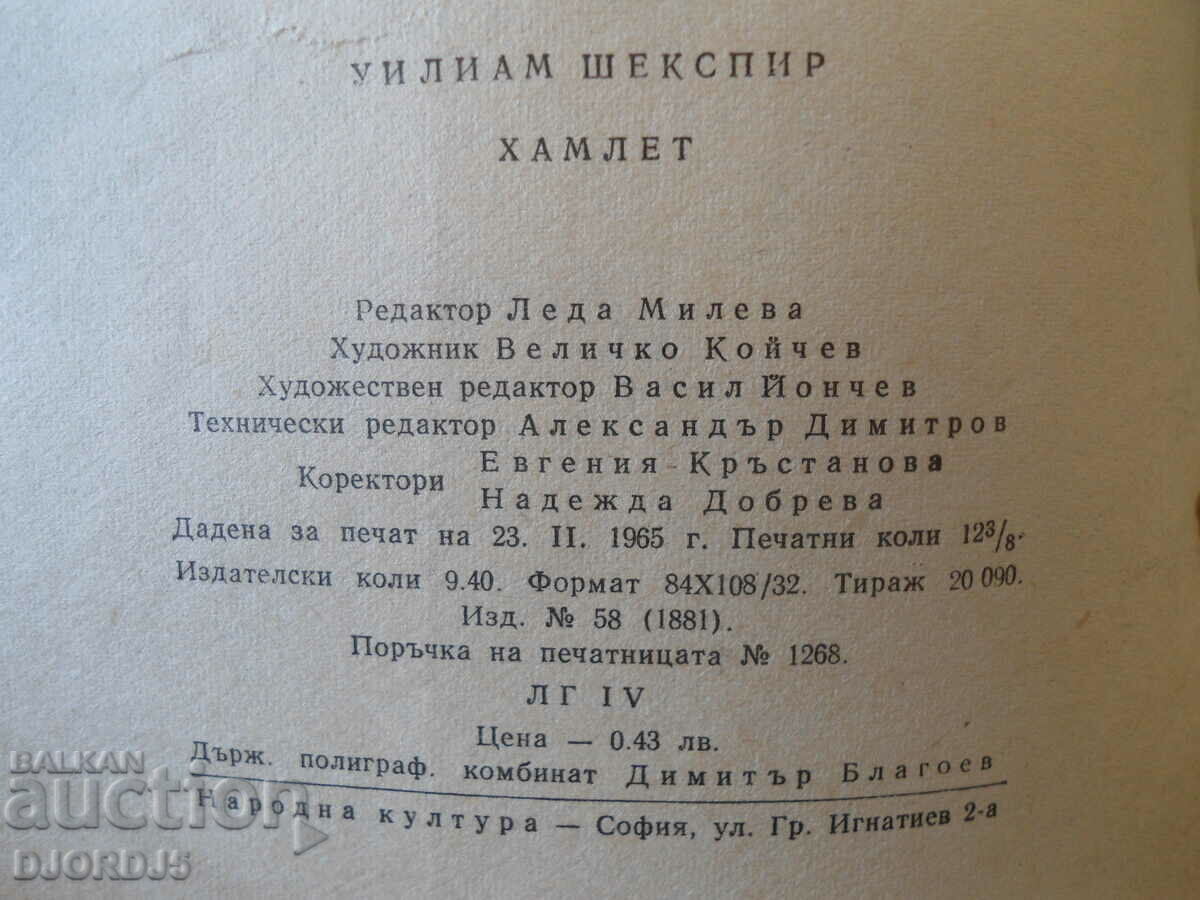 УИЛИАМ ШЕКСПИР
ХАМЛЕТ
Редактор Леда Милева
Художник Величко Койчев
Художествен редактор Васил Йончев
Технически редактор Александър Димитров
Коректори Евгения Кръстанова
Надежда Добрева
Дадена за печат на 23. II. 1965 г. Печатни коли 12³/₈.
Издателски коли 9.40. Формат 84X108/32. Тираж 20 090.
Изд. № 58 (1881).
Поръчка на печатницата № 1268.
ЛГ IV
Цена — 0.43 лв.
Държ. полиграф. комбинат Димитър Благоев
Народна култура — София, ул. Гр. Игнатиев 2-а
BALKAN
auction
DJORDJ5